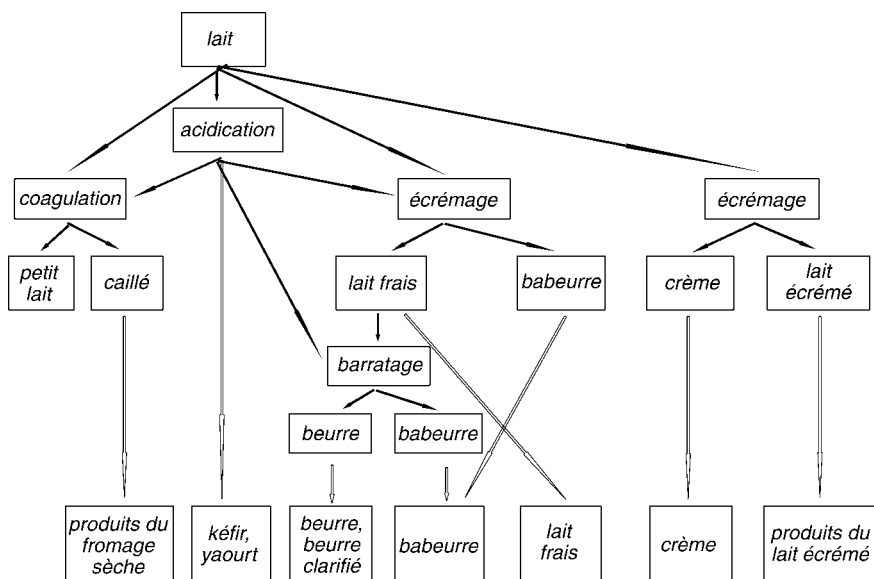 lait
acidication
coagulation
écrémage
écrémage
petit
lait
caillé
lait frais
babeurre
crème
lait
écrémé
barratage
beurre
babeurre
produits du
fromage
sèche
kéfir,
yaourt
beurre,
beurre
clarifié
babeurre
lait
frais
crème
produits du
lait écrémé